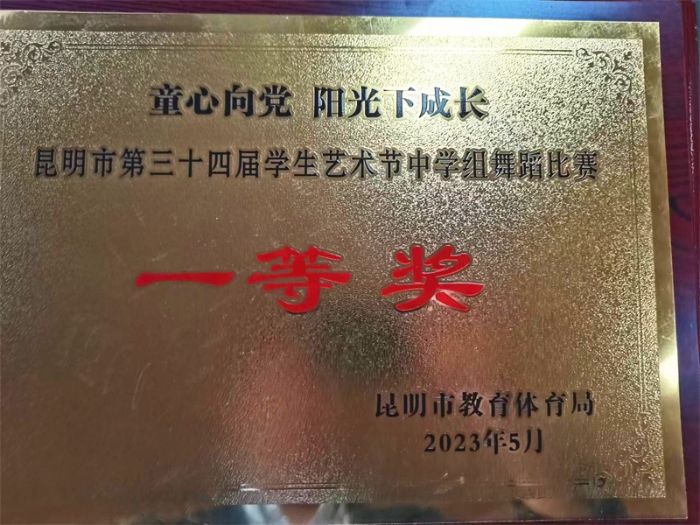 童心向党 阳光下成长
昆明市第三十四届学生艺术节中学组舞蹈比赛
一等奖
昆明市教育体育局
2023年5月